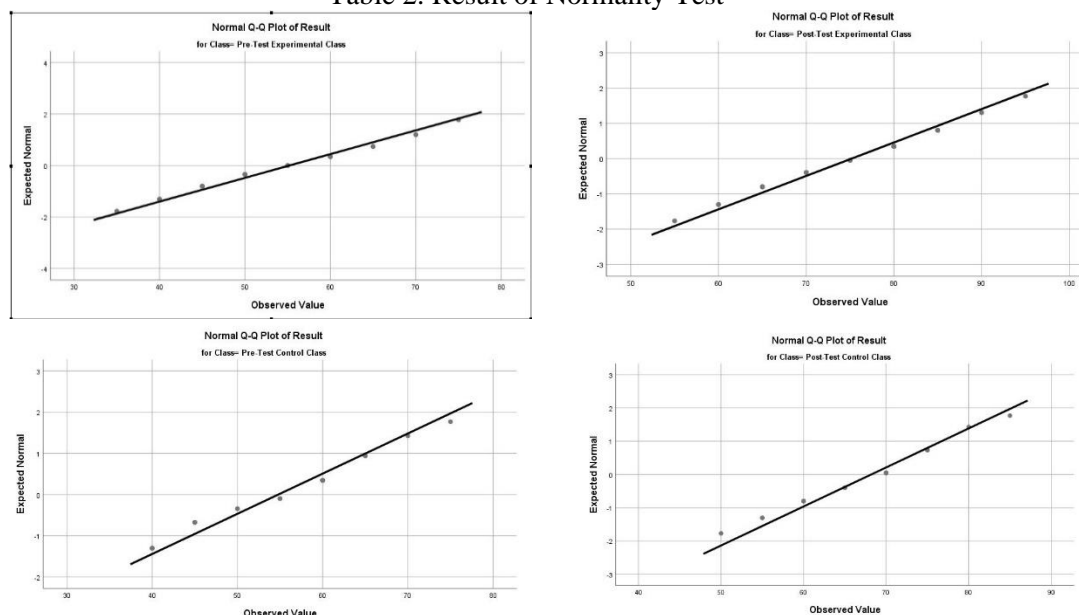 Table 2. Result of Normality Test
Normal Q-Q Plot of Result
for Class= Pre-Test Experimental Class
4
2
0
-2
-4
Expected Normal
30 40 50 60 70 80
Observed Value
Normal Q-Q Plot of Result
for Class= Post-Test Experimental Class
3
2
1
0
-1
-2
-3
Expected Normal
50 60 70 80 90 100
Observed Value
Normal Q-Q Plot of Result
for Class= Pre-Test Control Class
3
2
1
0
-1
-2
Expected Normal
30 40 50 60 70 80
Observed Value
Normal Q-Q Plot of Result
for Class= Post-Test Control Class
3
2
1
0
-1
-2
-3
Expected Normal
40 50 60 70 80 90
Observed Value